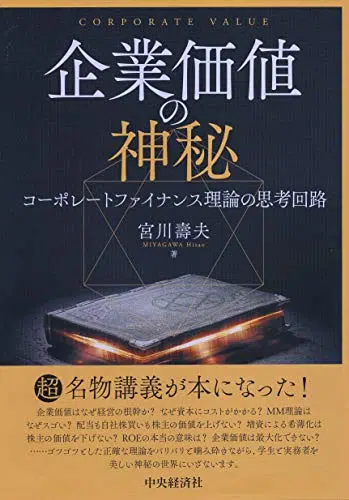 CORPORATE VALUE
企業価値
の
神秘
コーポレートファイナンス理論の思考回路
宮川壽夫
MIYAGAWA Hisao
著
超 名物講義が本になった!
企業価値はなぜ経営の根幹か? なぜ資本にコストがかかる? MM理論は
なぜスゴい? 配当も自社株買いも株主の価値を上げない? 増資による希薄化は
株主の価値を下げない? ROEの本当の意味は? 企業価値は最大化できない?
……ゴツゴツとした正確な理論をバリバリと噛み砕きながら、学生と実務者を
美しい神秘の世界にいざないます。
中央経済社